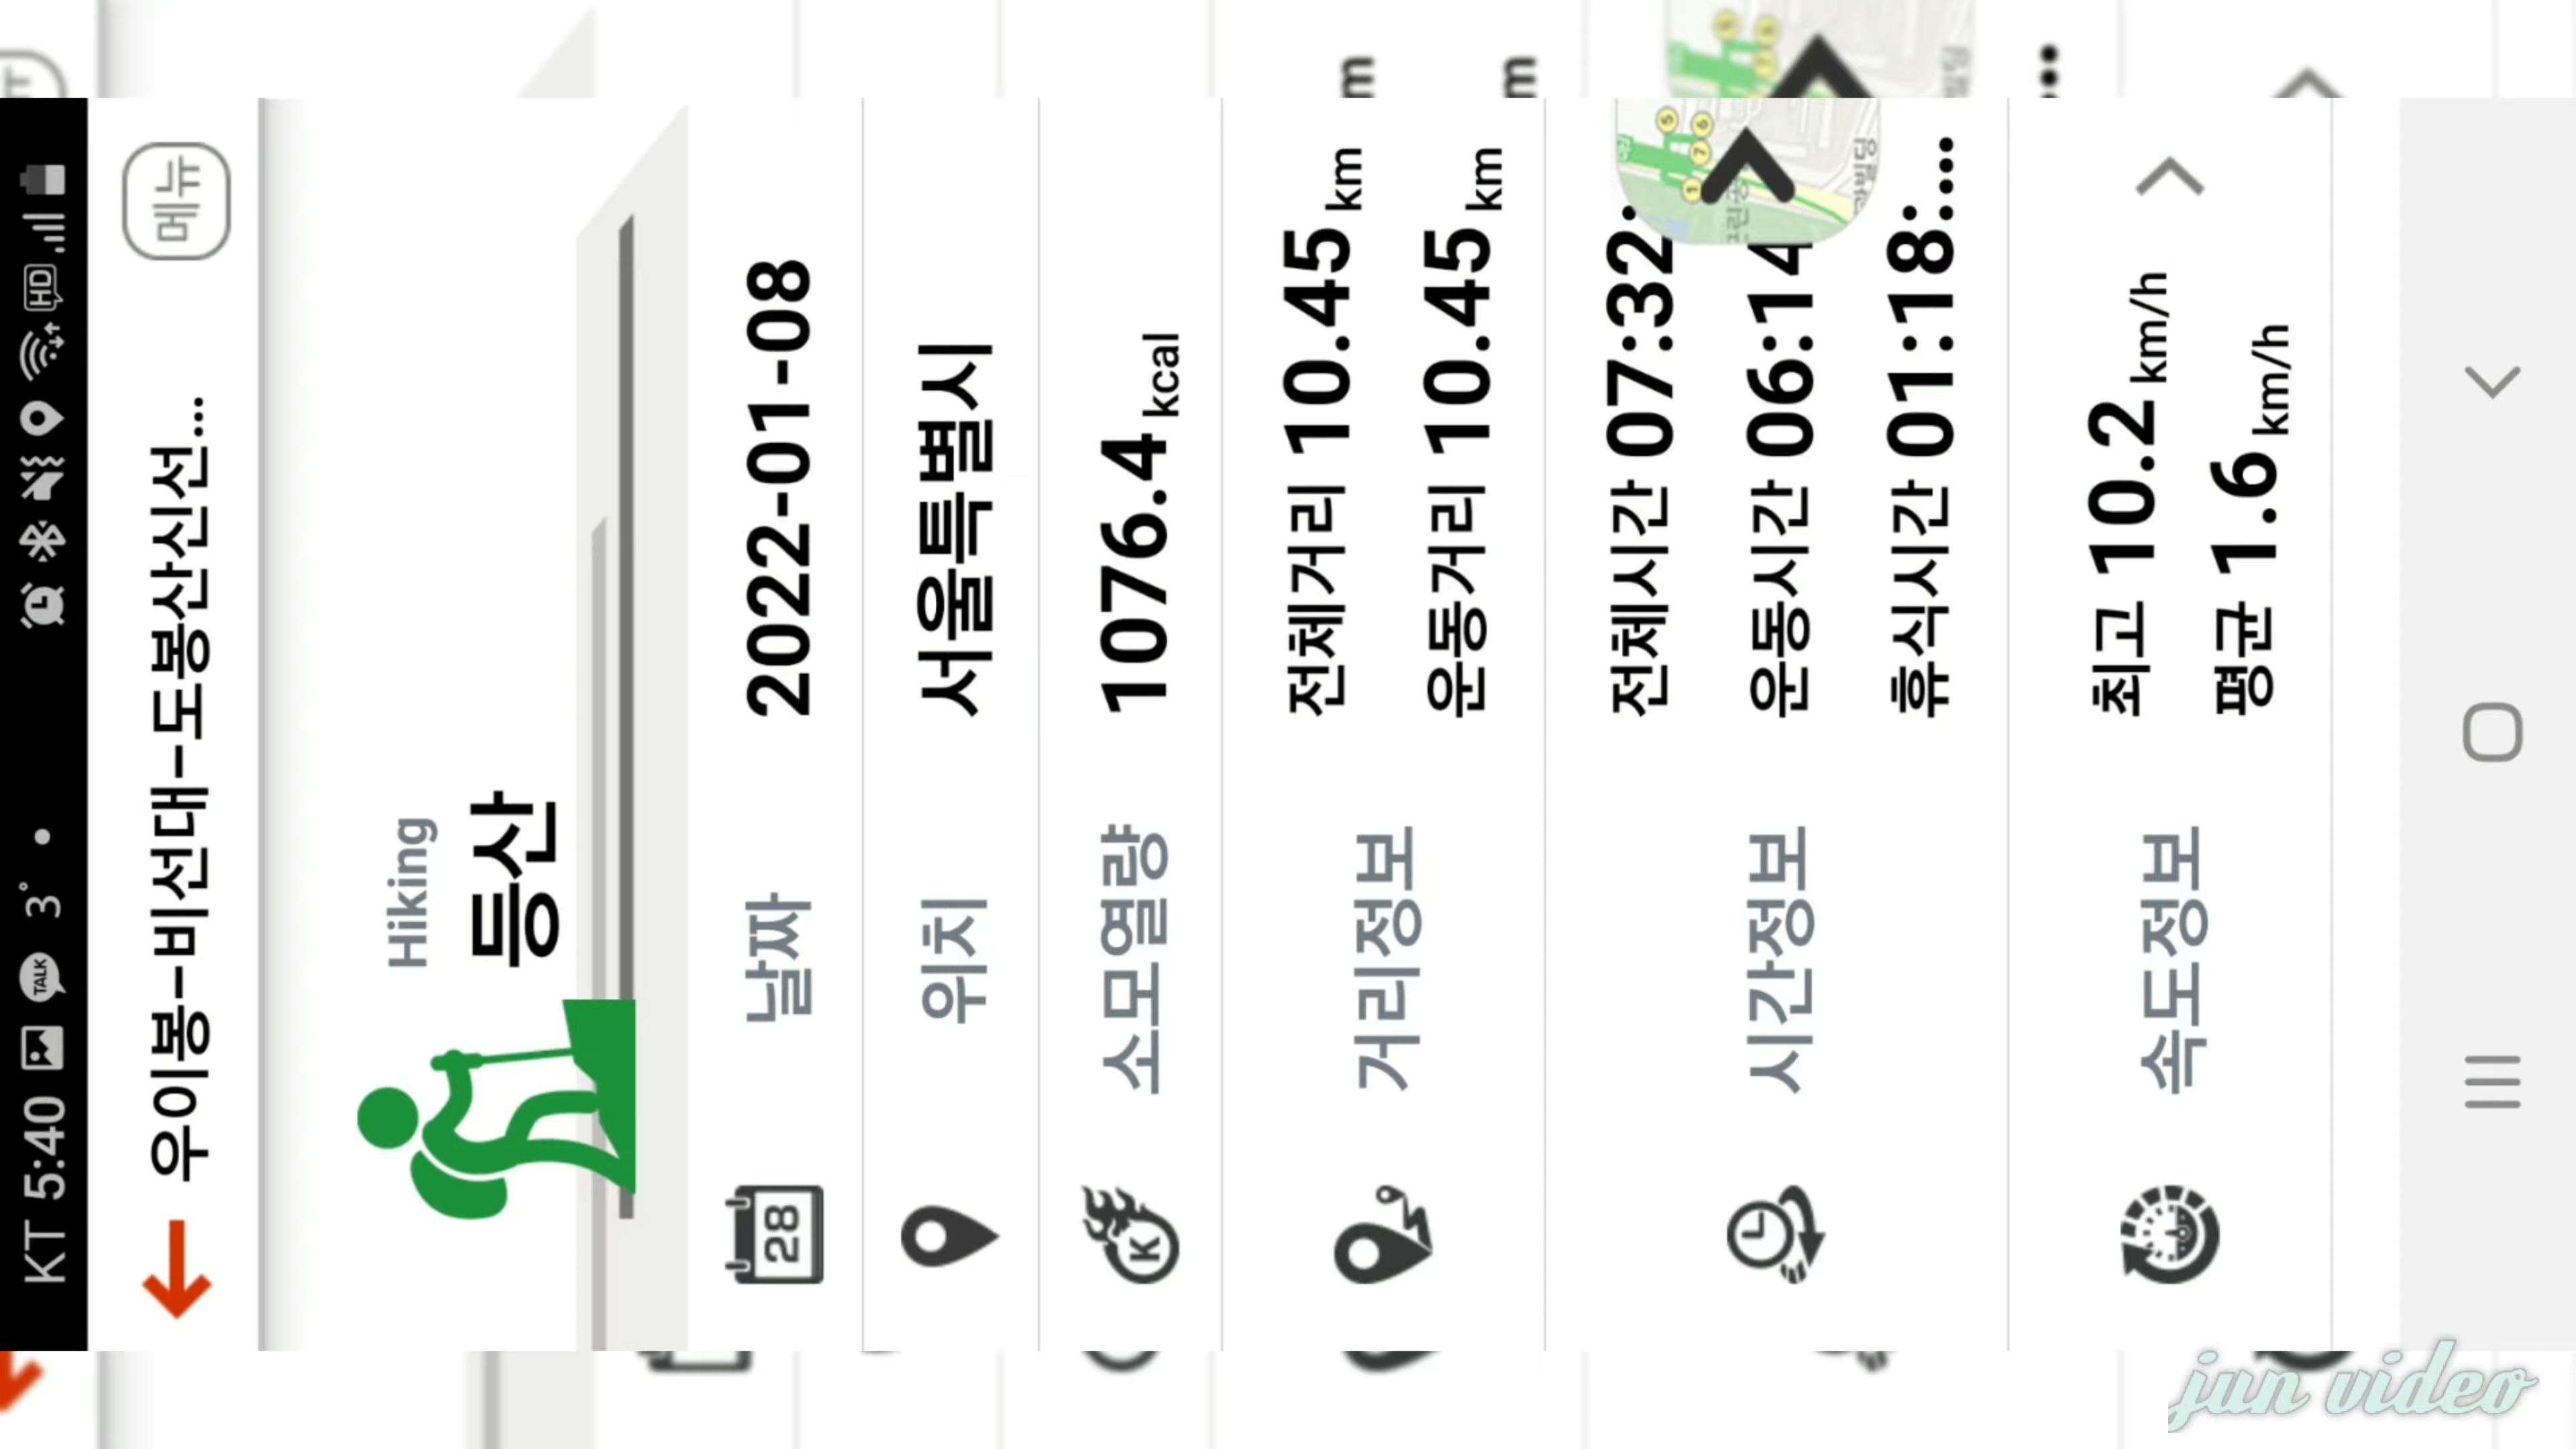 KT 5:40 TALK 3° • HD
우이봉-비선대-도봉산신선...
메뉴
Hiking
등산
28
날짜 2022-01-08
위치 서울특별시
K
소모열량 1076.4 kcal
거리정보
전체거리 10.45 km
운동거리 10.45 km
시간정보
전체시간 07:32:
운동시간 06:14
휴식시간 01:18:...
속도정보
최고 10.2 km/h
평균 1.6 km/h
jun video